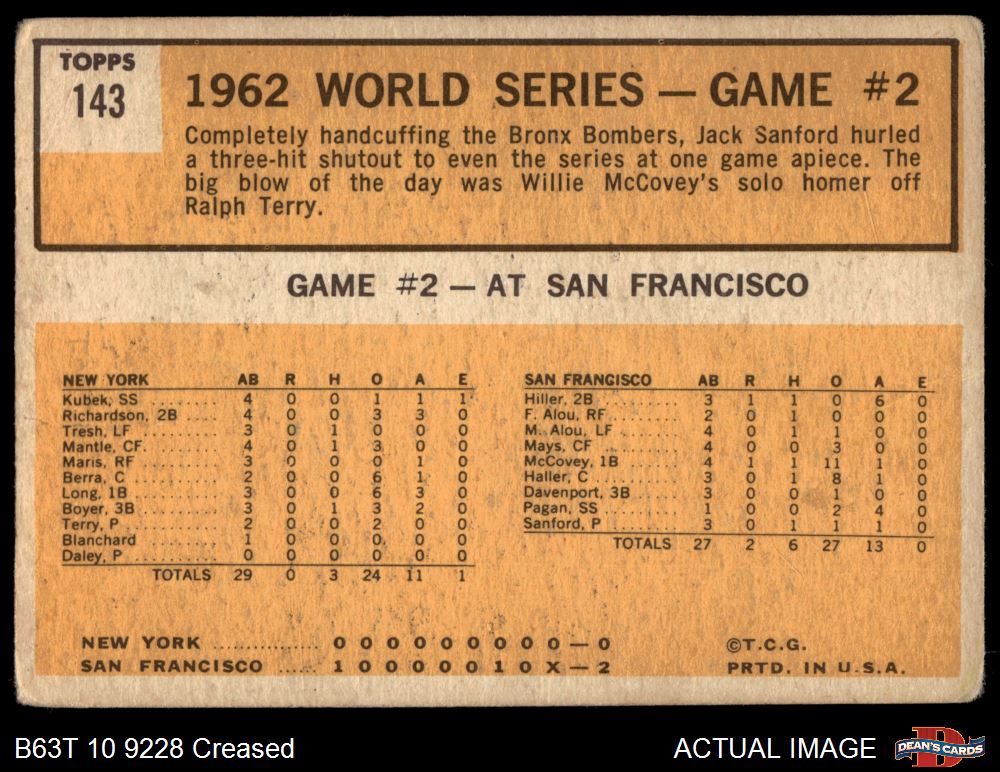 TOPPS
143
1962 WORLD SERIES — GAME #2
Completely handcuffing the Bronx Bombers, Jack Sanford hurled
a three-hit shutout to even the series at one game apiece. The
big blow of the day was Willie McCovey's solo homer off
Ralph Terry.
GAME #2 — AT SAN FRANCISCO
NEW YORK AB R H O A E
Kubek, SS ......... 4 0 0 1 1 1
Richardson, 2B ..... 4 0 0 3 3 0
Tresh, LF .......... 3 0 1 0 0 0
Mantle, CF. ......... 4 0 1 3 0 0
Maris, RF .......... 3 0 0 0 1 0
Berra, C ........... 2 0 0 6 1 0
Long, 1B .......... 3 0 0 6 3 0
Boyer, 3B .......... 3 0 1 3 2 0
Terry, P ........... 2 0 0 2 0 0
Blanchard ......... 1 0 0 0 0 0
Daley, P ........... 0 0 0 0 0 0
TOTALS 29 0 3 24 11 1
SAN FRANCISCO AB R H O A E
Hiller, 2B .......... 3 1 1 0 6 0
F. Alou, RF ......... 2 0 1 0 0 0
M. Alou, LF ........ 4 0 1 1 0 0
Mays, CF .......... 4 0 0 3 0 0
McCovey, 1B ....... 4 1 1 11 1 0
Haller, C ........... 3 0 1 8 1 0
Davenport, 3B ...... 3 0 0 1 0 0
Pagan, SS .......... 1 0 0 2 4 0
Sanford, P ......... 3 0 1 1 1 0
TOTALS 27 2 6 27 13 0
NEW YORK .............. 0 0 0 0 0 0 0 0 0 — 0
SAN FRANCISCO ..... 1 0 0 0 0 0 1 0 X — 2
©T.C.G.
PRTD. IN U.S.A.
B63T 10 9228 Creased
ACTUAL IMAGE
D
DEAN'S CARDS